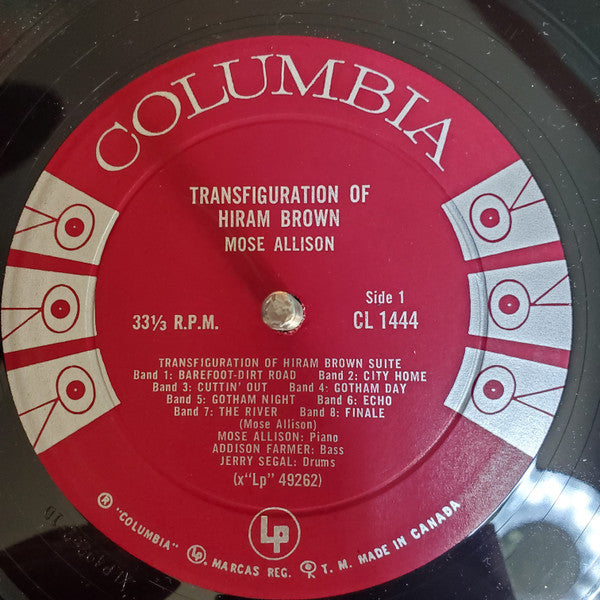 COLUMBIA
TRANSFIGURATION OF
HIRAM BROWN
MOSE ALLISON
Side 1
33⅓ R.P.M.
CL 1444
TRANSFIGURATION OF HIRAM BROWN SUITE
Band 1: BAREFOOT-DIRT ROAD Band 2: CITY HOME
Band 3: CUTTIN' OUT Band 4: GOTHAM DAY
Band 5: GOTHAM NIGHT Band 6: ECHO
Band 7: THE RIVER Band 8: FINALE
(Mose Allison)
MOSE ALLISON: Piano
ADDISON FARMER: Bass
JERRY SEGAL: Drums
(x"Lp" 49262)
Lp
® "COLUMBIA" MARCAS REG. T. M. MADE IN CANADA